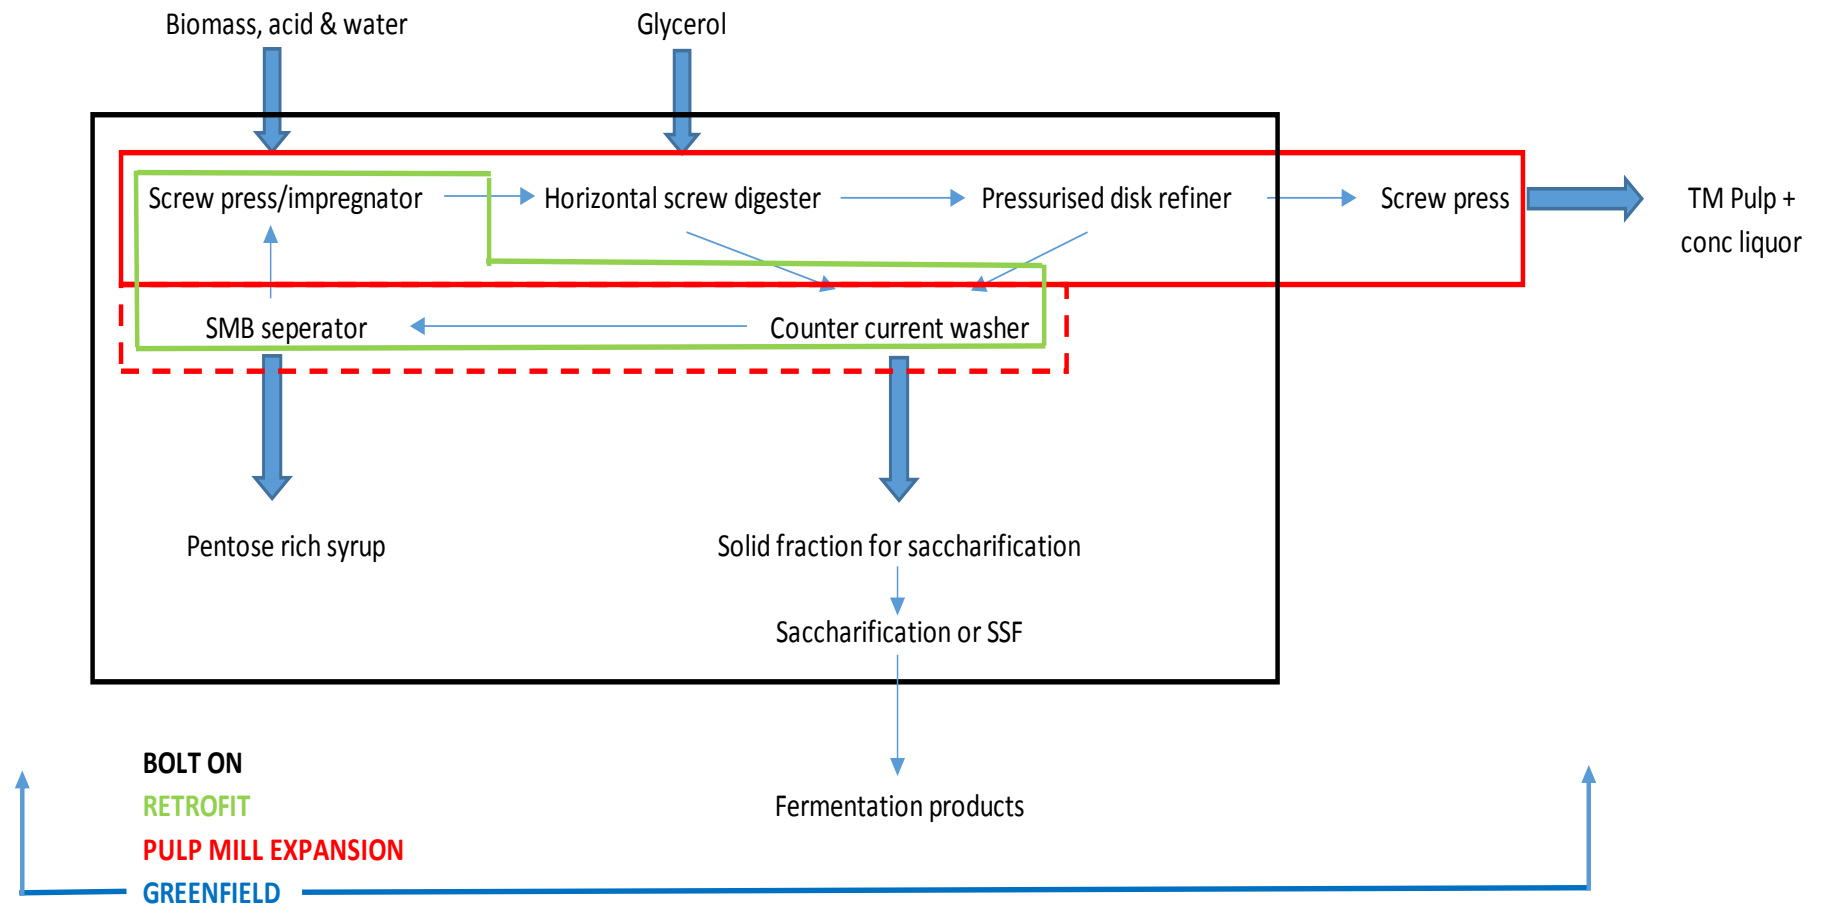 Biomass, acid & water
Glycerol
Screw press/impregnator
Horizontal screw digester
Pressurised disk refiner
Screw press
TM Pulp +
conc liquor
SMB seperator
Counter current washer
Pentose rich syrup
Solid fraction for saccharification
Saccharification or SSF
Fermentation products
BOLT ON
RETROFIT
PULP MILL EXPANSION
GREENFIELD